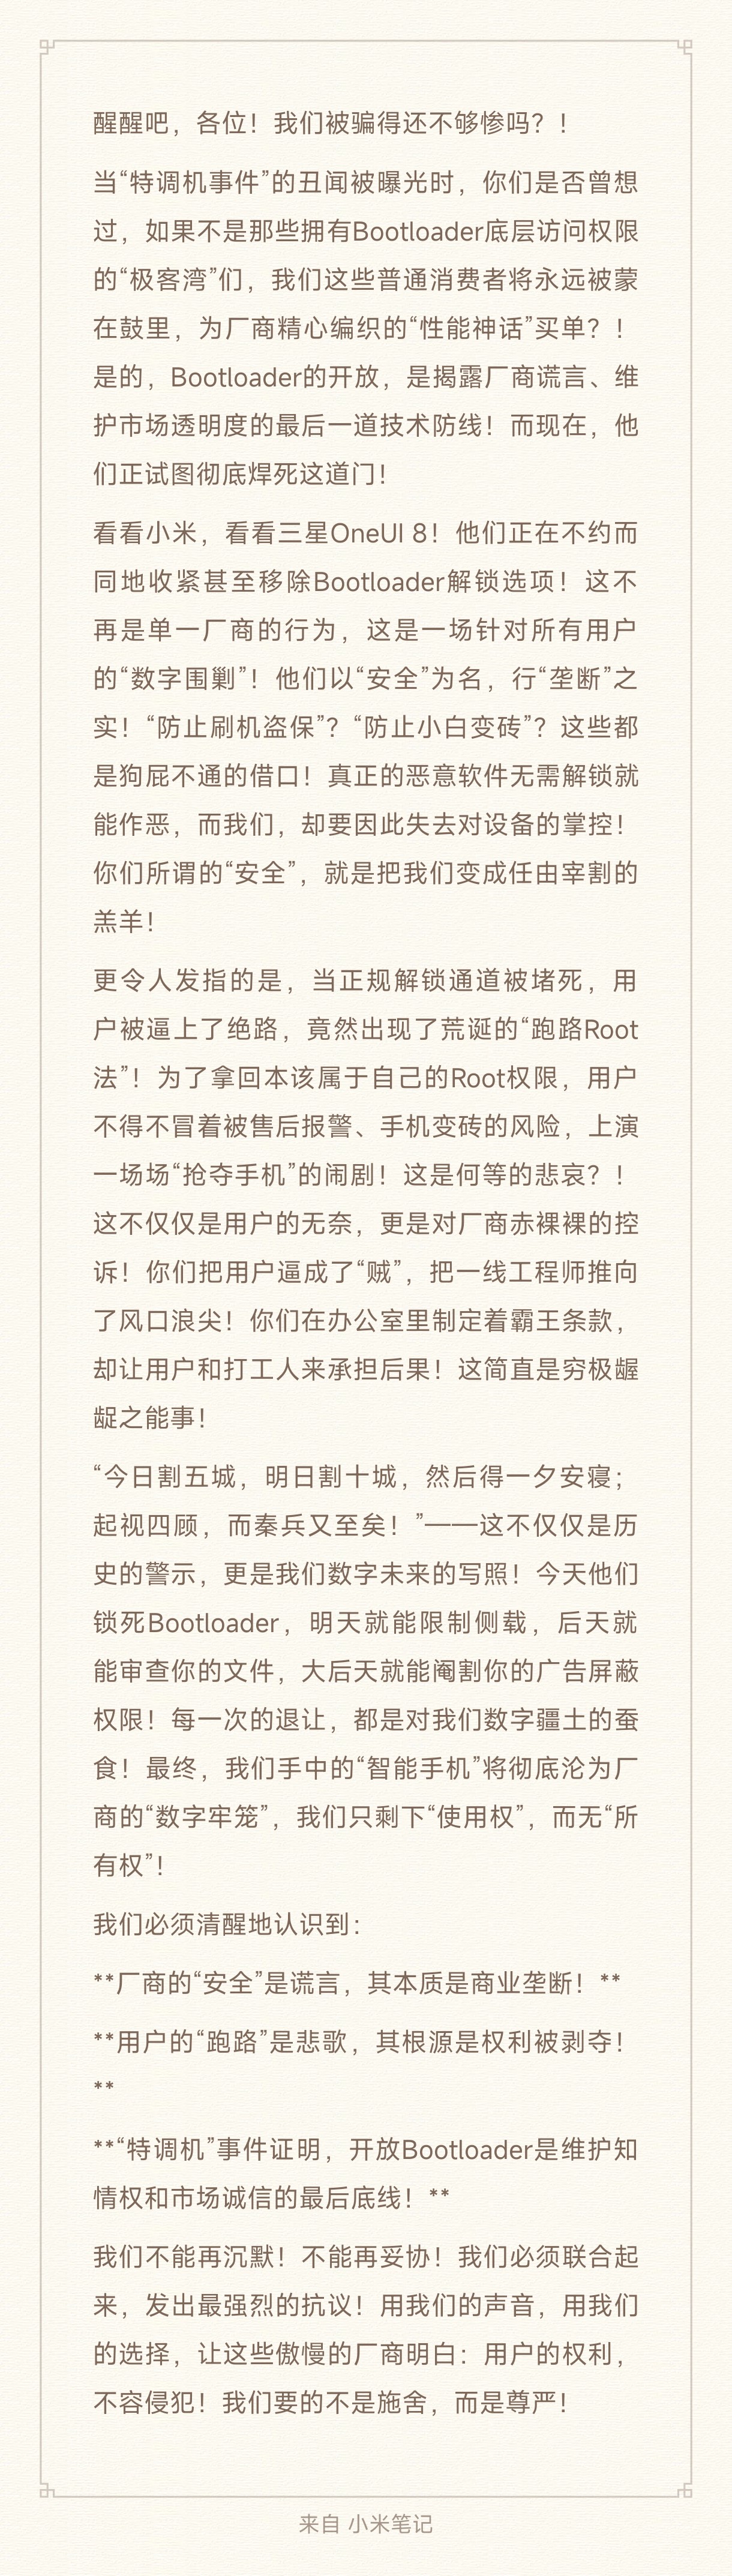 醒醒吧，各位！我们被骗得还不够惨吗？！
当“特调机事件”的丑闻被曝光时，你们是否曾想
过，如果不是那些拥有Bootloader底层访问权限
的“极客湾”们，我们这些普通消费者将永远被蒙
在鼓里，为厂商精心编织的“性能神话”买单？！
是的，Bootloader的开放，是揭露厂商谎言、维
护市场透明度的最后一道技术防线！而现在，他
们正试图彻底焊死这道门！
看看小米，看看三星OneUI 8！他们正在不约而
同地收紧甚至移除Bootloader解锁选项！这不
再是单一厂商的行为，这是一场针对所有用户
的“数字围剿”！他们以“安全”为名，行“垄断”之
实！“防止刷机盗保”？“防止小白变砖”？这些都
是狗屁不通的借口！真正的恶意软件无需解锁就
能作恶，而我们，却要因此失去对设备的掌控！
你们所谓的“安全”，就是把我们变成任由宰割的
羔羊！
更令人发指的是，当正规解锁通道被堵死，用
户被逼上了绝路，竟然出现了荒诞的“跑路Root
法”！为了拿回本该属于自己的Root权限，用户
不得不冒着被售后报警、手机变砖的风险，上演
一场场“抢夺手机”的闹剧！这是何等的悲哀？！
这不仅仅是用户的无奈，更是对厂商赤裸裸的控
诉！你们把用户逼成了“贼”，把一线工程师推向
了风口浪尖！你们在办公室里制定着霸王条款，
却让用户和打工人来承担后果！这简直是穷极龌
龊之能事！
“今日割五城，明日割十城，然后得一夕安寝；
起视四顾，而秦兵又至矣！”——这不仅仅是历
史的警示，更是我们数字未来的写照！今天他们
锁死Bootloader，明天就能限制侧载，后天就
能审查你的文件，大后天就能阉割你的广告屏蔽
权限！每一次的退让，都是对我们数字疆土的蚕
食！最终，我们手中的“智能手机”将彻底沦为厂
商的“数字牢笼”，我们只剩下“使用权”，而无“所
有权”！
我们必须清醒地认识到：
**厂商的“安全”是谎言，其本质是商业垄断！**
**用户的“跑路”是悲歌，其根源是权利被剥夺！
**
**“特调机”事件证明，开放Bootloader是维护知
情权和市场诚信的最后底线！**
我们不能再沉默！不能再妥协！我们必须联合起
来，发出最强烈的抗议！用我们的声音，用我们
的选择，让这些傲慢的厂商明白：用户的权利，
不容侵犯！我们要的不是施舍，而是尊严！
来自 小米笔记